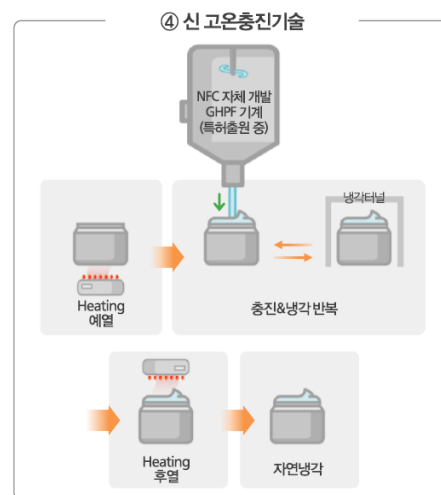 ④ 신 고온충진기술
NFC 자체 개발
GHPF 기계
(특허출원 중)
냉각터널
Heating
예열
충진&냉각 반복
Heating
후열
자연냉각